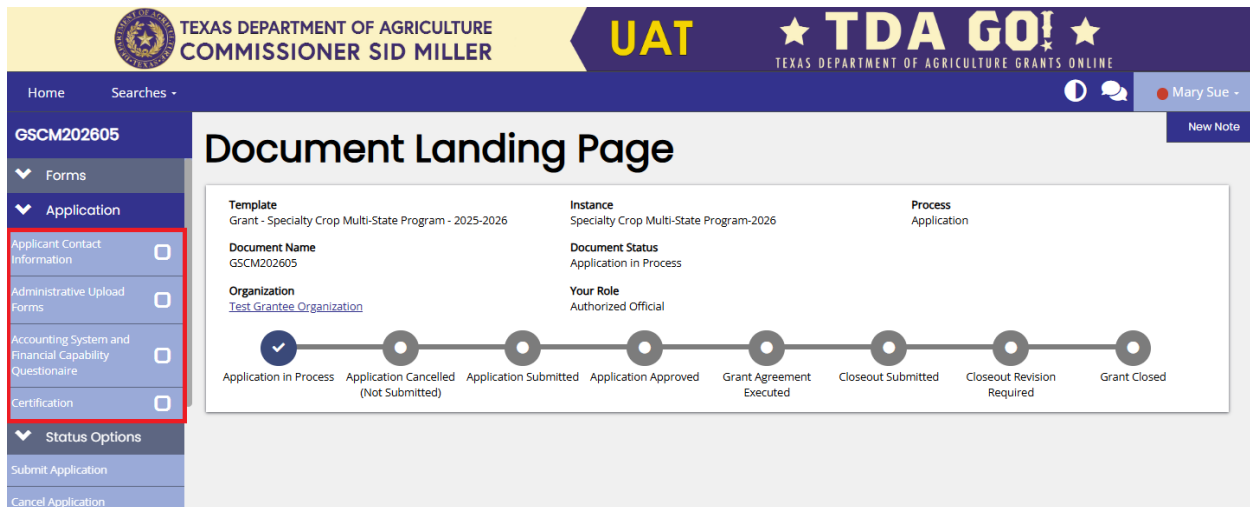 TEXAS DEPARTMENT OF AGRICULTURE
COMMISSIONER SID MILLER
UAT
TDA GO!
TEXAS DEPARTMENT OF AGRICULTURE GRANTS ONLINE
Home
Searches
Mary Sue
New Note
GSCM202605
Forms
Application
Applicant Contact
Information
Administrative Upload
Forms
Accounting System and
Financial Capability
Questionaire
Certification
Status Options
Submit Application
Cancel Application
Document Landing Page
Template
Grant - Specialty Crop Multi-State Program - 2025-2026
Instance
Specialty Crop Multi-State Program-2026
Process
Application
Document Name
GSCM202605
Document Status
Application in Process
Organization
Test Grantee Organization
Your Role
Authorized Official
Application in Process
Application Cancelled
(Not Submitted)
Application Submitted
Application Approved
Grant Agreement
Executed
Closeout Submitted
Closeout Revision
Required
Grant Closed